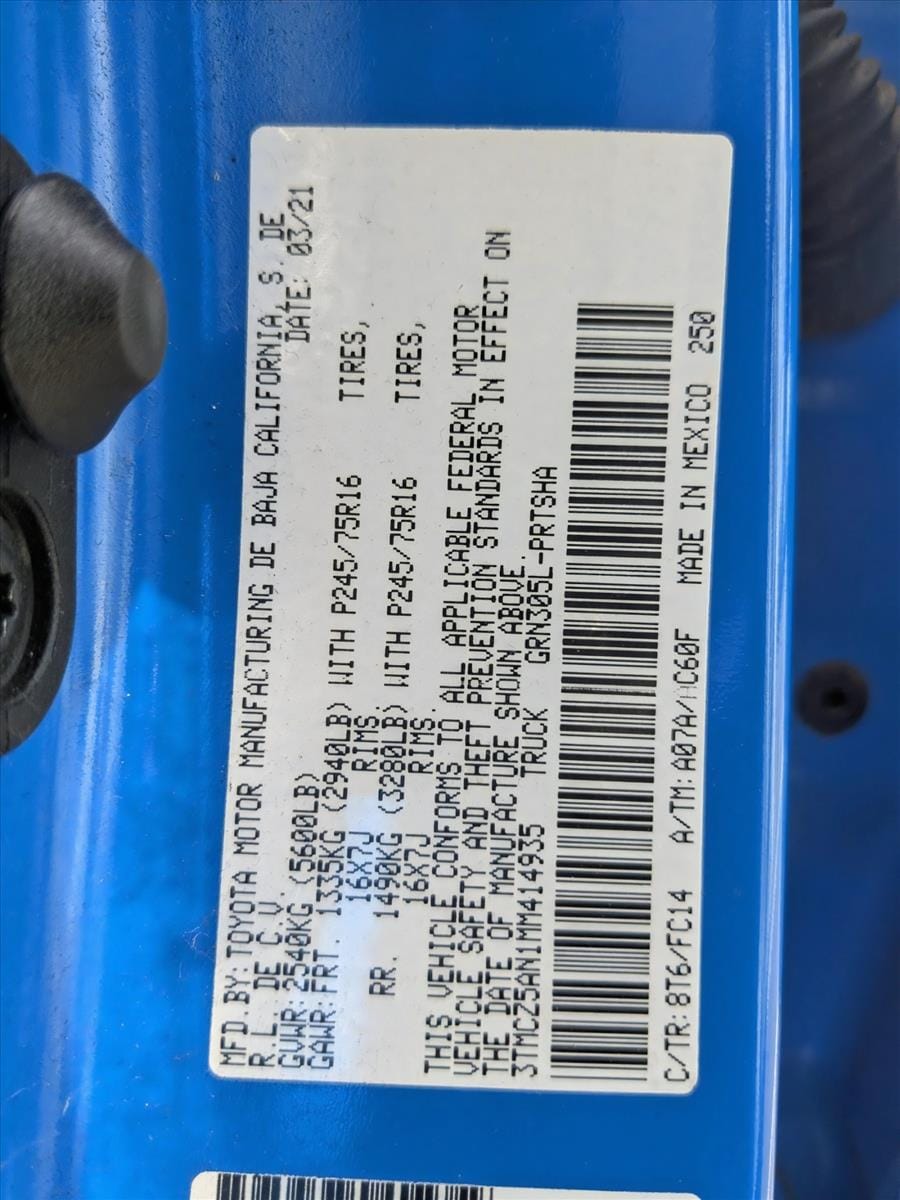 MFD.BY:TOYOTA MOTOR MANUFACTURING DE BAJA CALIFORNIA, S. DE
R.L. DE C.V. DATE: 03/21
GVWR:2540KG (5600LB)
GAWR:FRT. 1335KG (2940LB) WITH P245/75R16 TIRES,
16X7J RIMS
RR. 1490KG (3280LB) WITH P245/75R16 TIRES,
16X7J RIMS
THIS VEHICLE CONFORMS TO ALL APPLICABLE FEDERAL MOTOR
VEHICLE SAFETY AND THEFT PREVENTION STANDARDS IN EFFECT ON
THE DATE OF MANUFACTURE SHOWN ABOVE.
3TMCZ5AN1MM414935 TRUCK GRN305L-PRTSHA
C/TR:8T6/FC14 A/TM:A07A/ MADE IN MEXICO 250